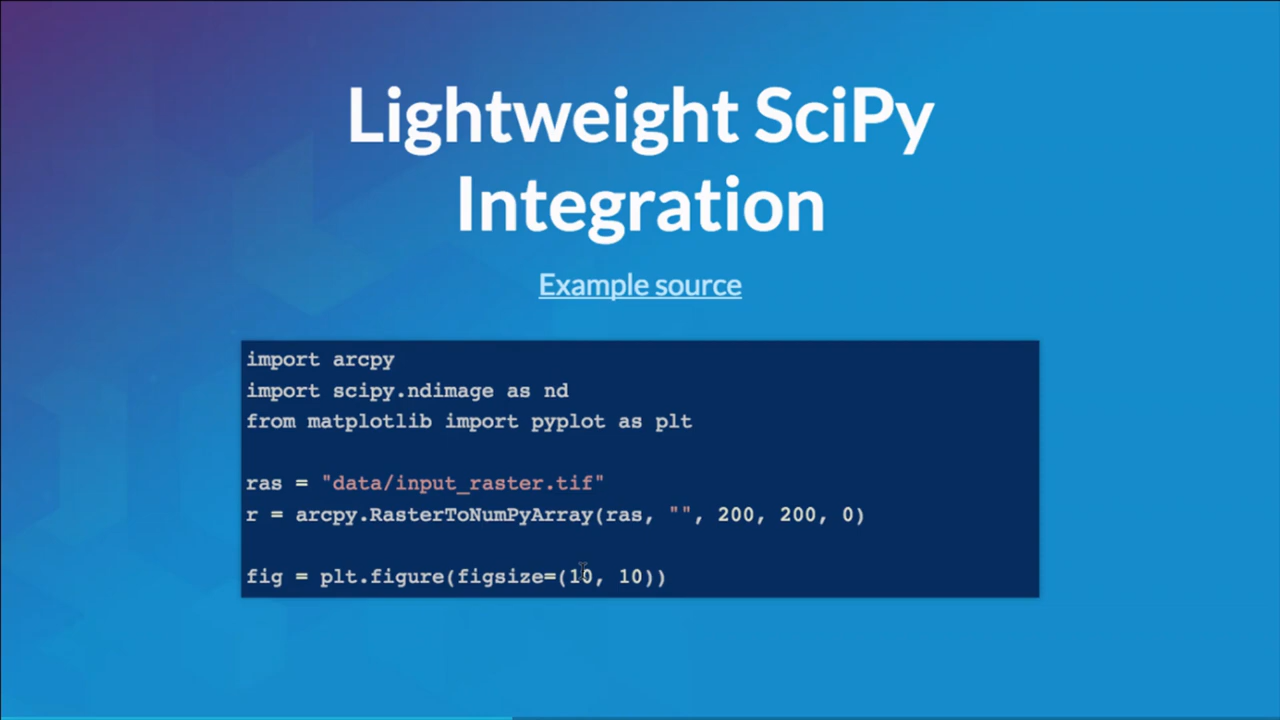 Lightweight SciPy
Integration
Example source
import arcpy
import scipy.ndimage as nd
from matplotlib import pyplot as plt
ras = "data/input_raster.tif"
r = arcpy.RasterToNumPyArray(ras, "", 200, 200, 0)
fig = plt.figure(figsize=(10, 10))